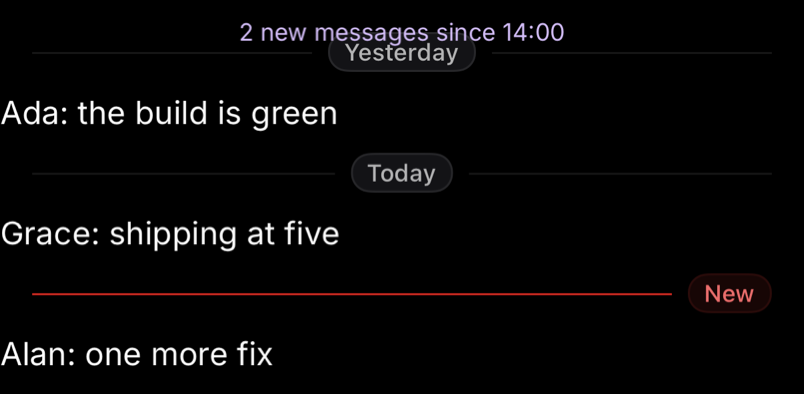 2 new messages since 14:00
Yesterday
Ada: the build is green
Today
Grace: shipping at five
New
Alan: one more fix